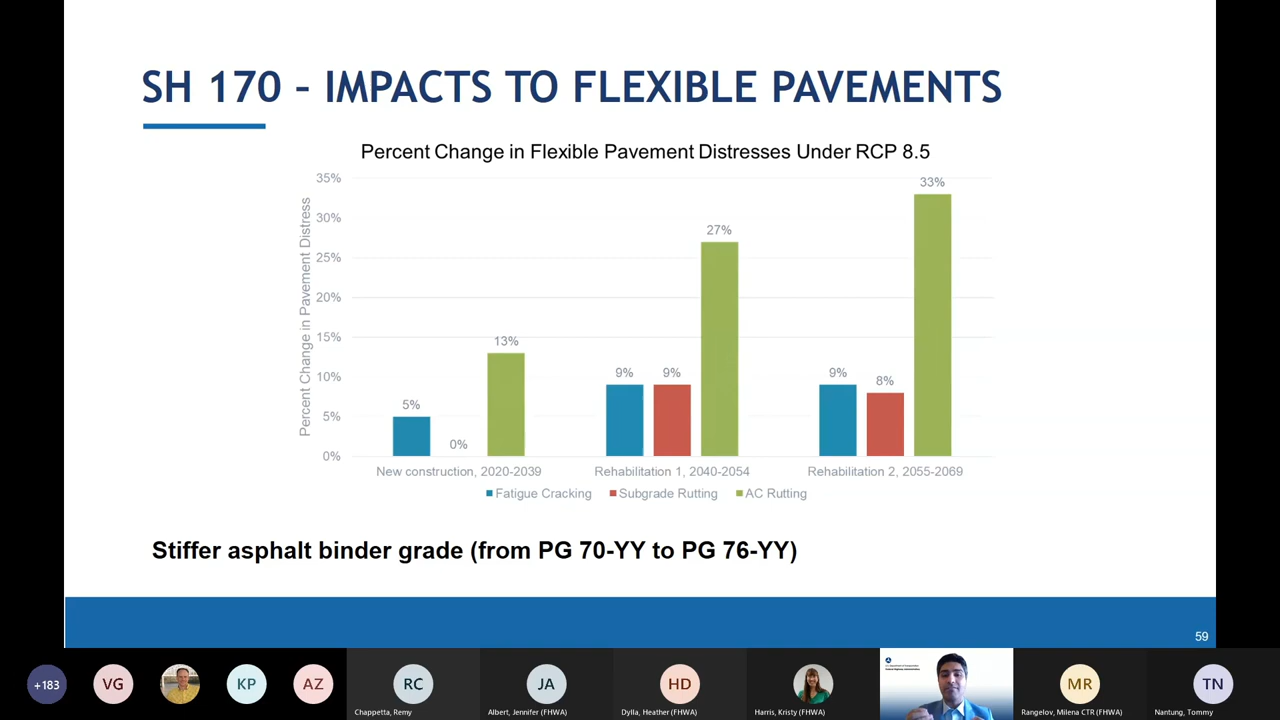 SH 170 – IMPACTS TO FLEXIBLE PAVEMENTS
Percent Change in Flexible Pavement Distresses Under RCP 8.5
Percent Change in Pavement Distress
35%
30%
25%
20%
15%
10%
5%
0%
5%
0%
13%
9%
9%
27%
9%
8%
33%
New construction, 2020-2039
Rehabilitation 1, 2040-2054
Rehabilitation 2, 2055-2069
Fatigue Cracking
Subgrade Rutting
AC Rutting
Stiffer asphalt binder grade (from PG 70-YY to PG 76-YY)
59
+183
VG
KP
AZ
RC
Chappetta, Remy
JA
Albert, Jennifer (FHWA)
HD
Dylla, Heather (FHWA)
Harris, Kristy (FHWA)
MR
Rangelov, Milena CTR (FHWA)
TN
Nantung, Tommy